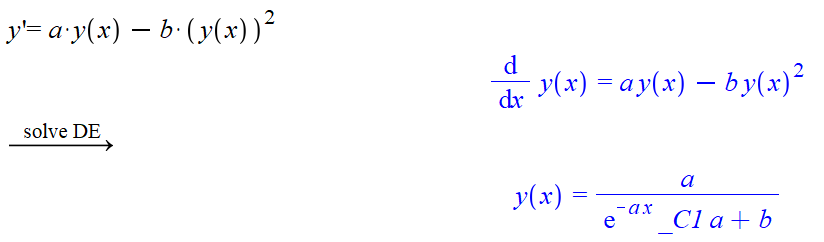 y'= a·y(x) − b·(y(x))²
d/dx y(x) = a y(x) − b y(x)²
solve DE
y(x) = a / (e^(−a x) _C1 a + b)